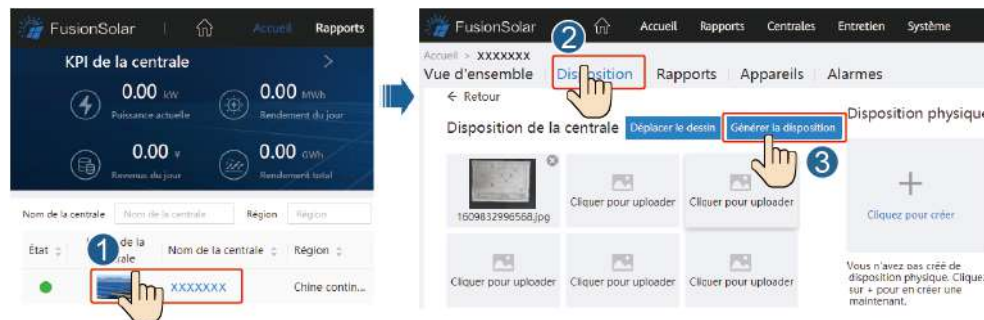 FusionSolar
Accueil
Rapports
KPI de la centrale
0.00 kW
Puissance actuelle
0.00 MWh
Rendement du jour
0.00 ¥
Revenus du jour
0.00 GWh
Rendement total
Nom de la centrale
Nom de la centrale
Région
Région
État
de la
rale
Nom de la centrale
Région
1
XXXXXXX
Chine contin...
FusionSolar
Accueil
Rapports
Centrales
Entretien
Système
2
Accueil > XXXXXXX
Vue d'ensemble
Disposition
Rapports
Appareils
Alarmes
← Retour
Disposition de la centrale
Déplacer le dessin
Générer la disposition
Disposition physique
3
1609832996568.jpg
Cliquer pour uploader
Cliquer pour uploader
Cliquez pour créer
Cliquer pour uploader
Cliquer pour uploader
Cliquer pour uploader
Vous n'avez pas créé de
disposition physique. Cliquez
sur + pour en créer une
maintenant.